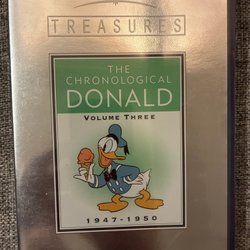 TREASURES
THE
CHRONOLOGICAL
DONALD
VOLUME THREE
1947-1950